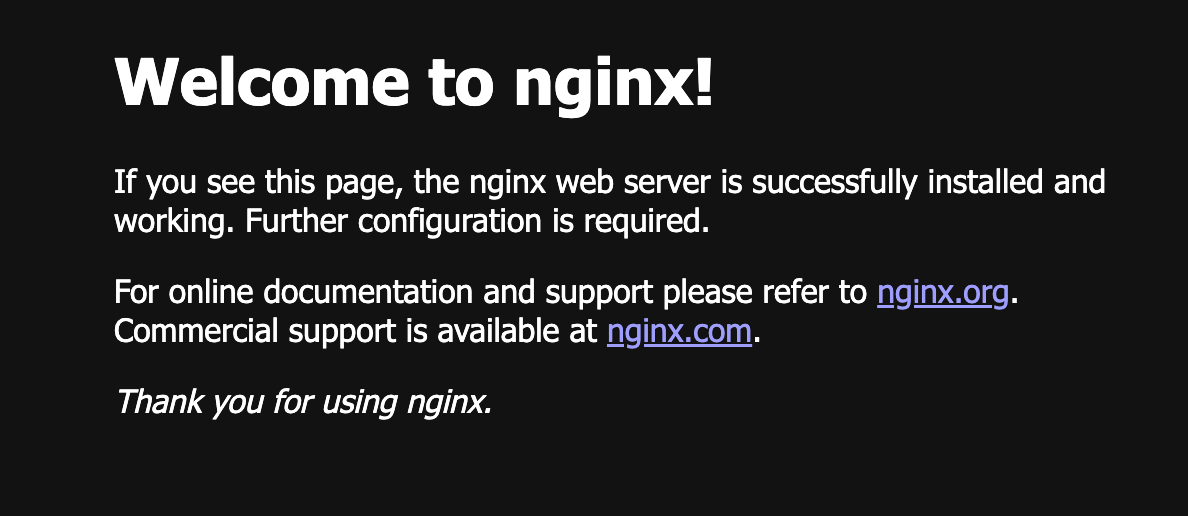 Welcome to nginx!
If you see this page, the nginx web server is successfully installed and
working. Further configuration is required.
For online documentation and support please refer to nginx.org.
Commercial support is available at nginx.com.
Thank you for using nginx.